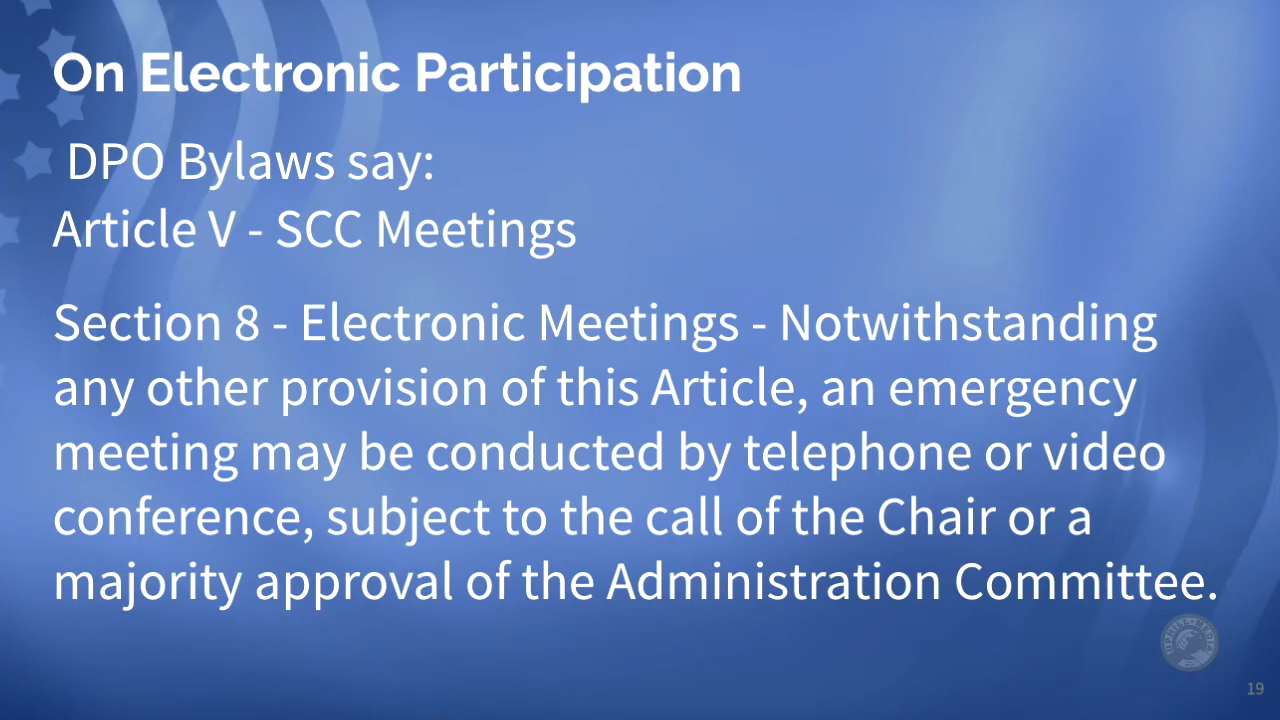 On Electronic Participation
DPO Bylaws say:
Article V - SCC Meetings
Section 8 - Electronic Meetings - Notwithstanding
any other provision of this Article, an emergency
meeting may be conducted by telephone or video
conference, subject to the call of the Chair or a
majority approval of the Administration Committee.
19